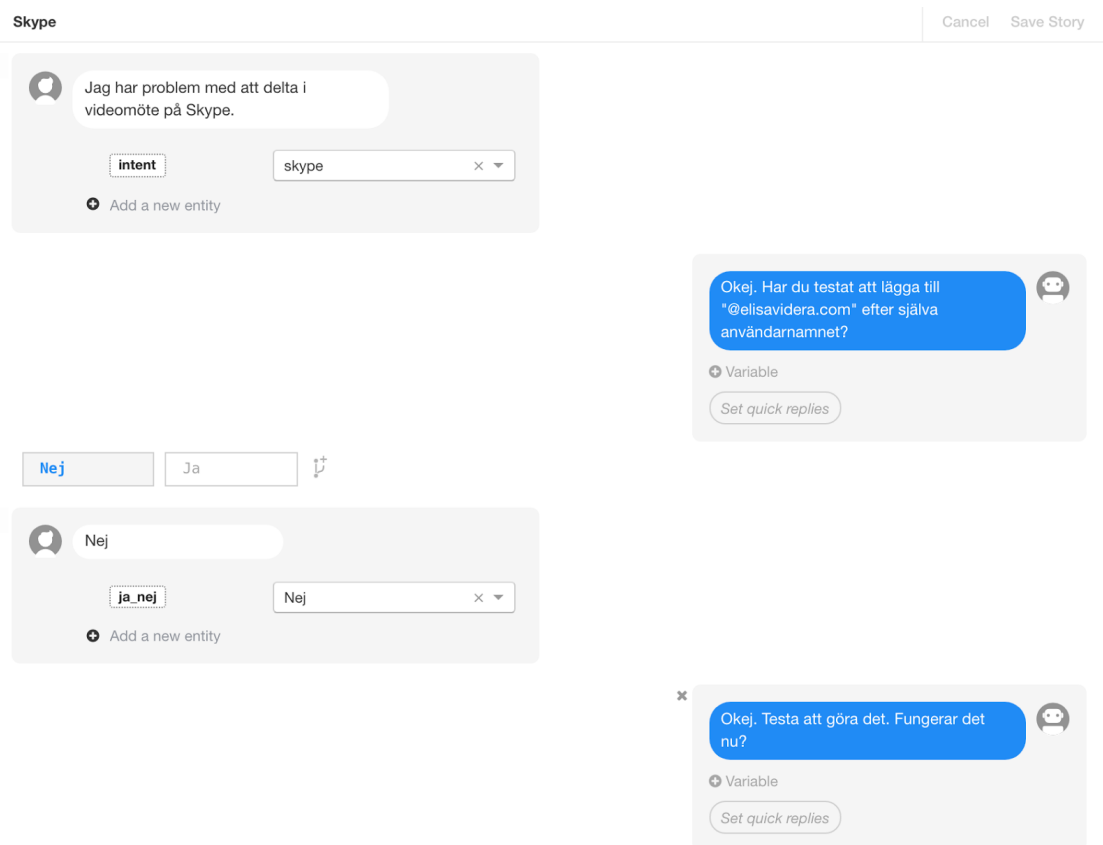 Skype
Cancel Save Story
Jag har problem med att delta i
videomöte på Skype.
intent
skype
Add a new entity
Okej. Har du testat att lägga till
"@elisavidera.com" efter själva
användarnamnet?
Variable
Set quick replies
Nej
Ja
Nej
ja_nej
Nej
Add a new entity
Okej. Testa att göra det. Fungerar det
nu?
Variable
Set quick replies